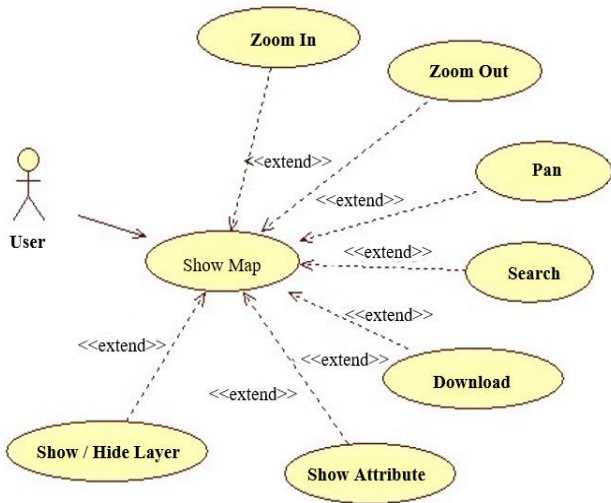 Zoom In
Zoom Out
<<extend>>
Pan
<<extend>>
User
<<extend>>
Show Map
Search
<<extend>>
<<extend>>
<<extend>>
Download
<<extend>>
Show / Hide Layer
Show Attribute